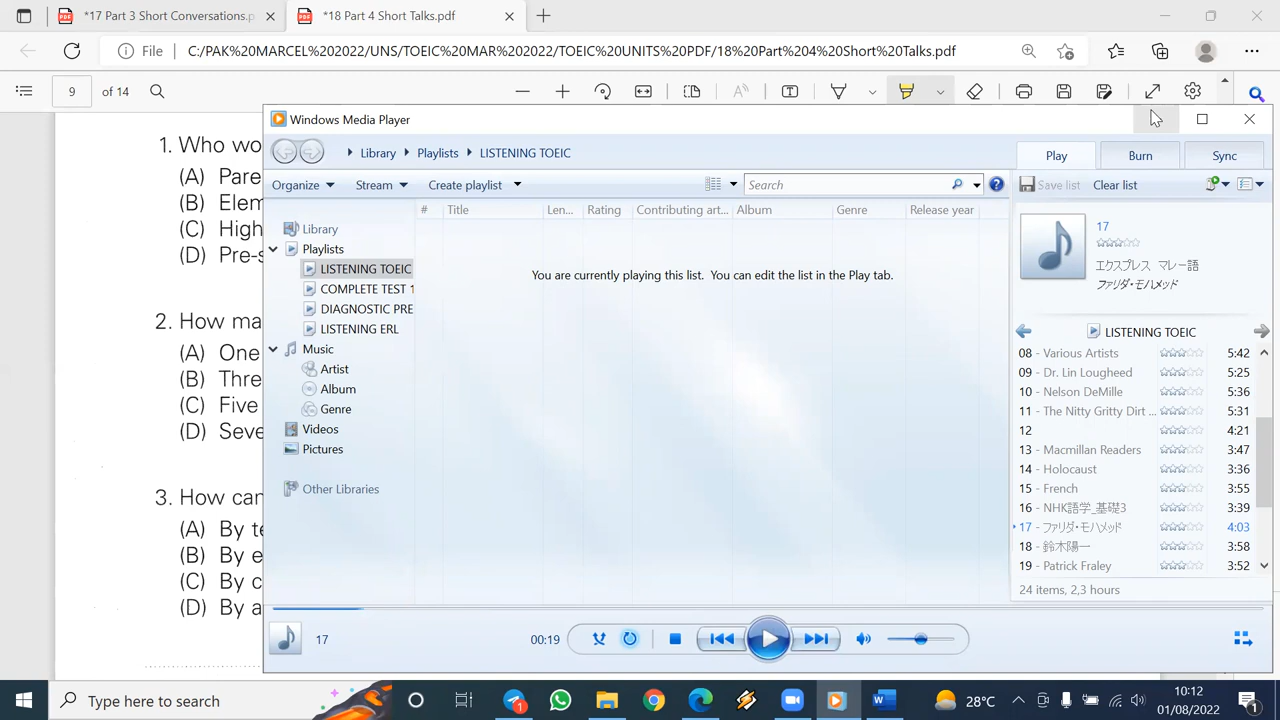 *17 Part 3 Short Conversations.p
*18 Part 4 Short Talks.pdf
File C:/PAK%20MARCEL%202022/UNS/TOEIC%20MAR%202022/TOEIC%20UNITS%20PDF/18%20Part%204%20Short%20Talks.pdf
9 of 14
1. Who wo
(A) Pare
(B) Elem
(C) High
(D) Pre-s
2. How ma
(A) One
(B) Thre
(C) Five
(D) Seve
3. How can
(A) By te
(B) By e
(C) By c
(D) By a
Windows Media Player
Library Playlists LISTENING TOEIC
Play Burn Sync
Organize Stream Create playlist Search
Save list Clear list
# Title Len... Rating Contributing art... Album Genre Release year
Library
Playlists
LISTENING TOEIC
COMPLETE TEST 1
DIAGNOSTIC PRE
LISTENING ERL
Music
Artist
Album
Genre
Videos
Pictures
Other Libraries
You are currently playing this list. You can edit the list in the Play tab.
17
エクスプレス マレー語
ファリダ・モハメッド
LISTENING TOEIC
08 - Various Artists 5:42
09 - Dr. Lin Lougheed 5:25
10 - Nelson DeMille 5:36
11 - The Nitty Gritty Dirt ... 5:31
12 4:21
13 - Macmillan Readers 3:47
14 - Holocaust 3:36
15 - French 3:55
16 - NHK語学_基礎3 3:39
17 - ファリダ・モハメッド 4:03
18 - 鈴木陽一 3:58
19 - Patrick Fraley 3:52
24 items, 2,3 hours
17 00:19
Type here to search
1
28°C
10:12
01/08/2022
1